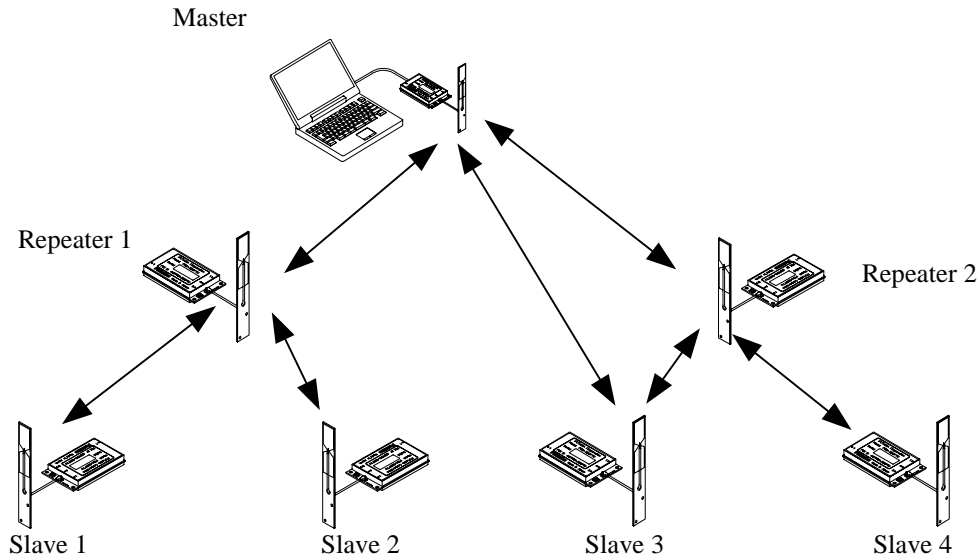 Master
Repeater 1
Repeater 2
Slave 1
Slave 2
Slave 3
Slave 4